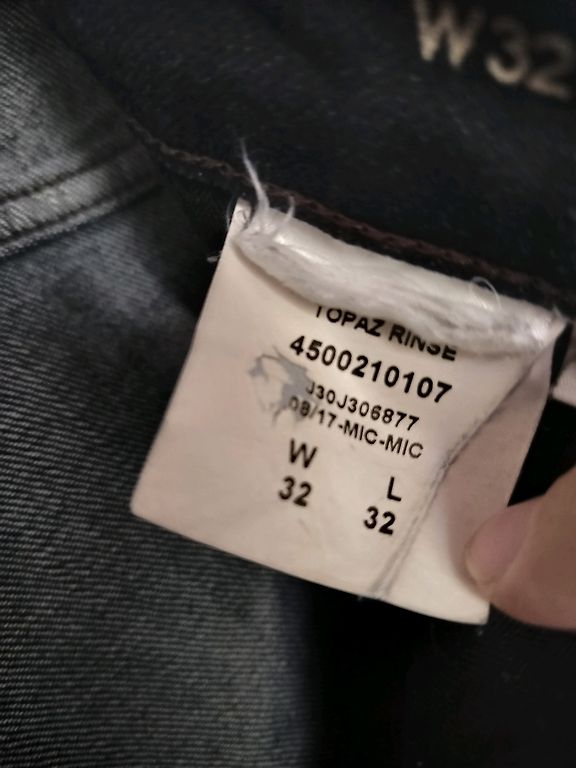 W32
TOPAZ RINSE
4500210107
J30J306877
08/17-MIC-MIC
W L
32 32